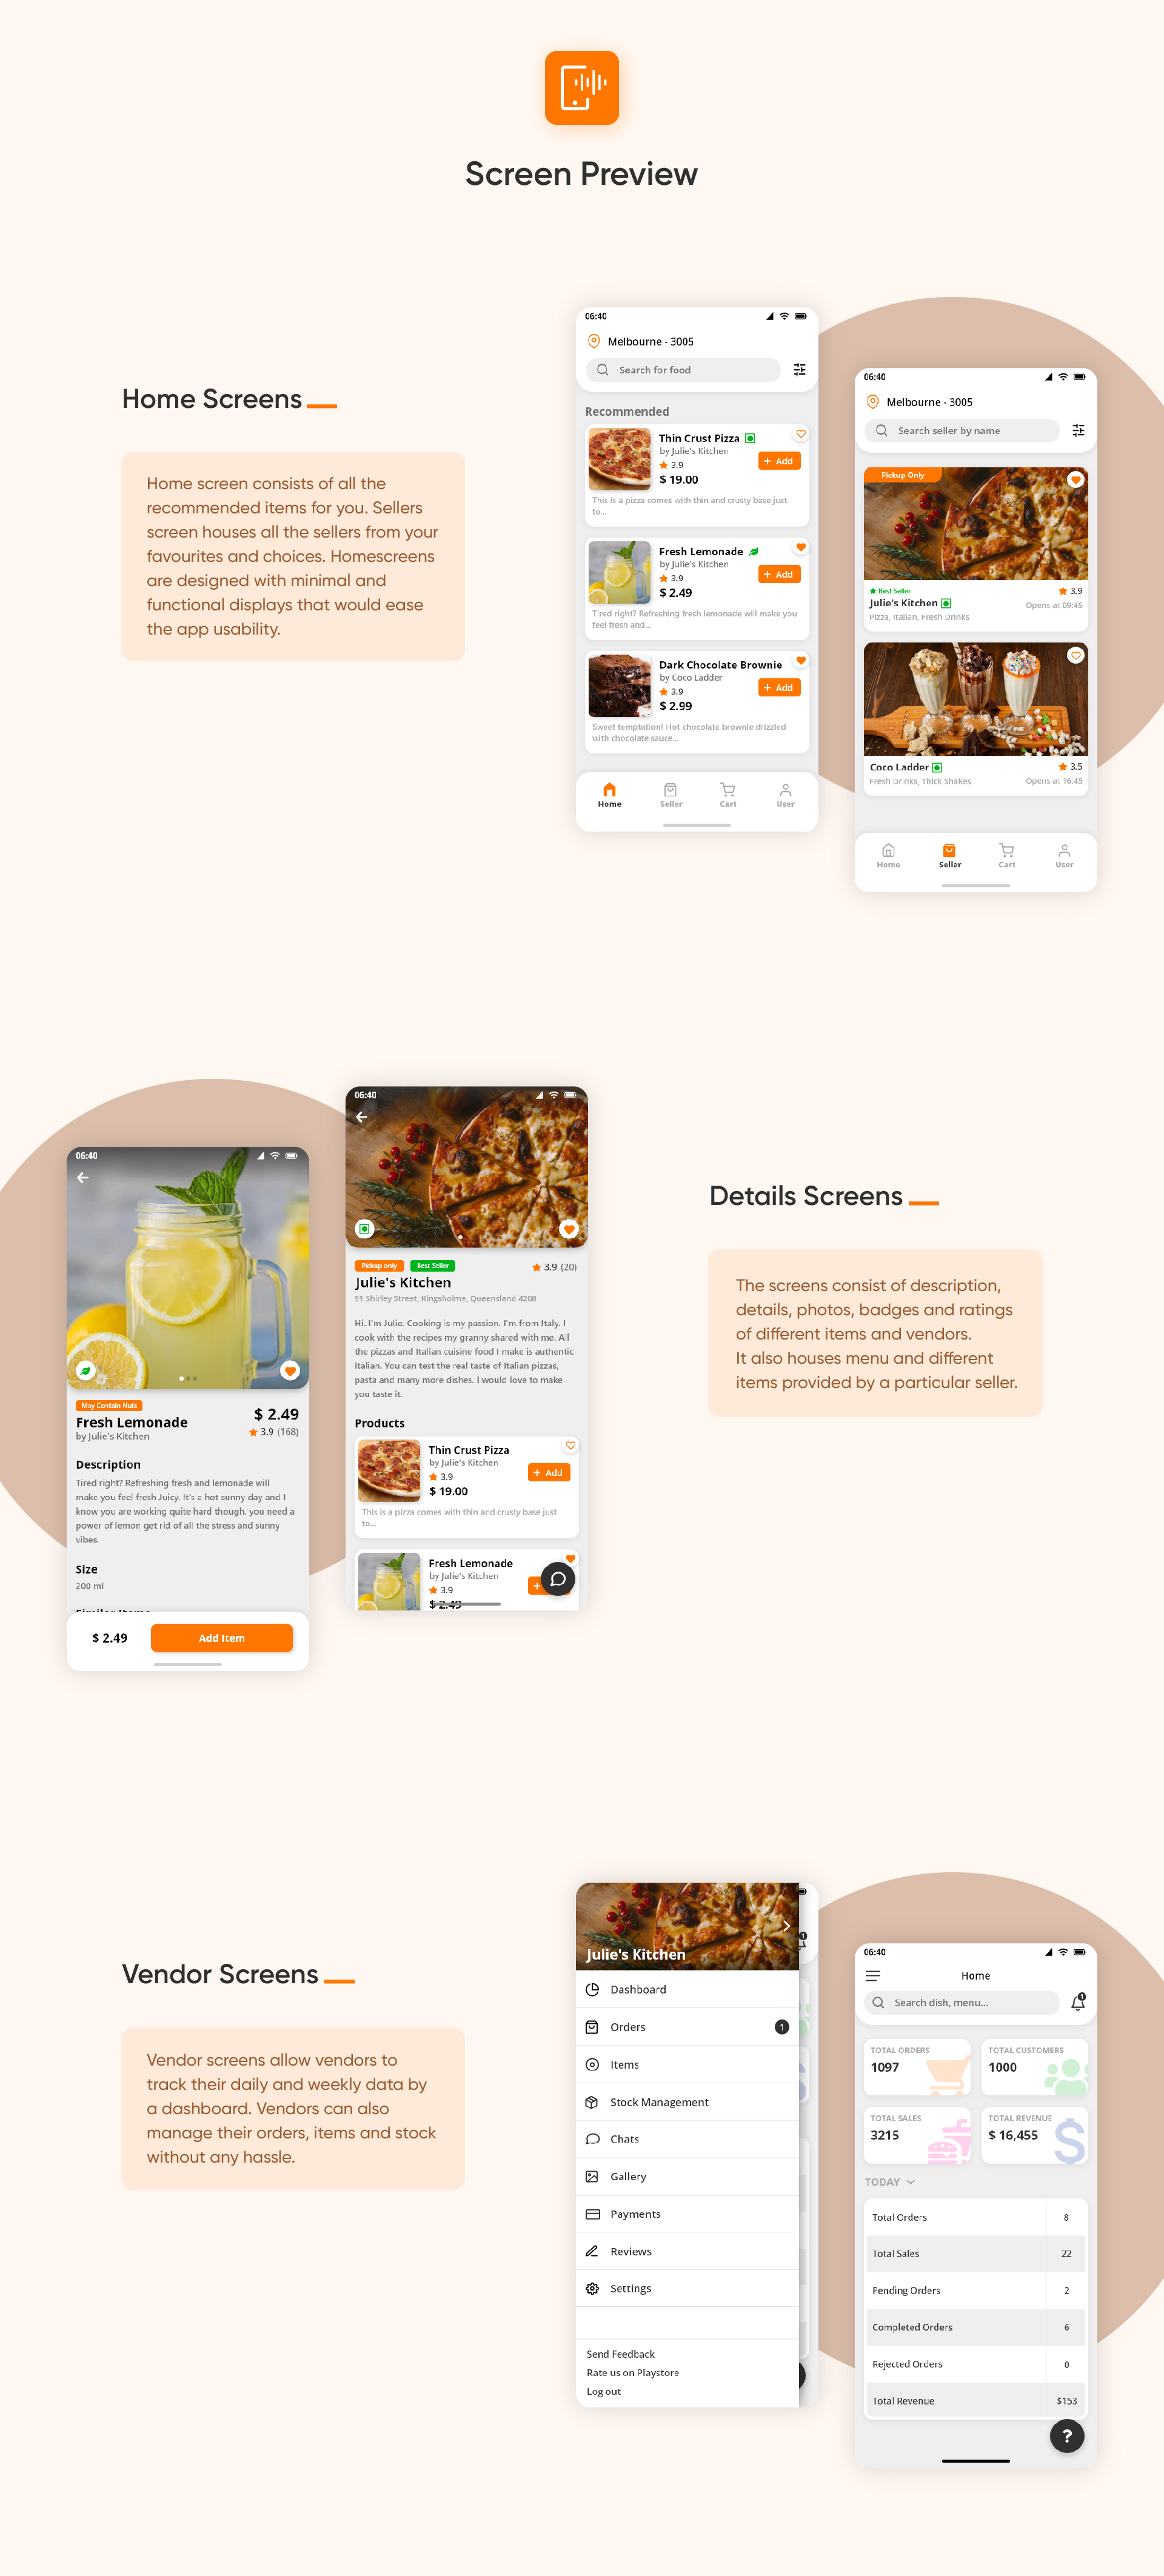 Screen Preview
Home Screens
Home screen consists of all the
recommended items for you. Sellers
screen houses all the sellers from your
favourites and choices. Homescreens
are designed with minimal and
functional displays that would ease
the app usability.
06:40
Melbourne - 3005
Search for food
Recommended
Thin Crust Pizza
by Julie's Kitchen
3.9
+ Add
$ 19.00
This is a pizza comes with thin and crusty base just
to...
Fresh Lemonade
by Julie's Kitchen
3.9
+ Add
$ 2.49
Tired right? Refreshing fresh lemonade will make you
feel fresh and...
Dark Chocolate Brownie
by Coco Ladder
3.9
+ Add
$ 2.99
Sweet temptation! Hot chocolate brownie drizzled
with chocolate sauce...
Home Seller Cart User
06:40
Melbourne - 3005
Search seller by name
Pickup Only
Best Seller
3.9
Julie's Kitchen
Opens at 09:45
Pizza, Italian, Fresh Drinks
Coco Ladder
3.5
Fresh Drinks, Thick Shakes
Opens at 16:45
Home Seller Cart User
06:40
May Contain Nuts
Fresh Lemonade
$ 2.49
by Julie's Kitchen
3.9 (168)
Description
Tired right? Refreshing fresh and lemonade will
make you feel fresh Juicy. It's a hot sunny day and I
know you are working quite hard though. you need a
power of lemon get rid of all the stress and sunny
vibes.
Size
200 ml
Similar Items
$ 2.49
Add Item
06:40
Pickup only Best Seller
3.9 (20)
Julie's Kitchen
51 Shirley Street, Kingsholme, Queensland 4208
Hi. I'm Julie. Cooking is my passion. I'm from Italy. I
cook with the recipes my granny shared with me. All
the pizzas and Italian cuisine food I make is authentic
Italian. You can test the real taste of Italian pizzas,
pasta and many more dishes. I would love to make
you taste it.
Products
Thin Crust Pizza
by Julie's Kitchen
3.9
+ Add
$ 19.00
This is a pizza comes with thin and crusty base just
to...
Fresh Lemonade
by Julie's Kitchen
3.9
+
$ 2.49
Details Screens
The screens consist of description,
details, photos, badges and ratings
of different items and vendors.
It also houses menu and different
items provided by a particular seller.
Vendor Screens
Vendor screens allow vendors to
track their daily and weekly data by
a dashboard. Vendors can also
manage their orders, items and stock
without any hassle.
Julie's Kitchen
1
Dashboard
Orders 1
Items
Stock Management
Chats
Gallery
Payments
Reviews
Settings
Send Feedback
Rate us on Playstore
Log out
06:40
Home
Search dish, menu...
1
TOTAL ORDERS
1097
TOTAL CUSTOMERS
1000
TOTAL SALES
3215
TOTAL REVENUE
$ 16,455
TODAY
Total Orders 8
Total Sales 22
Pending Orders 2
Completed Orders 6
Rejected Orders 0
Total Revenue $153
?